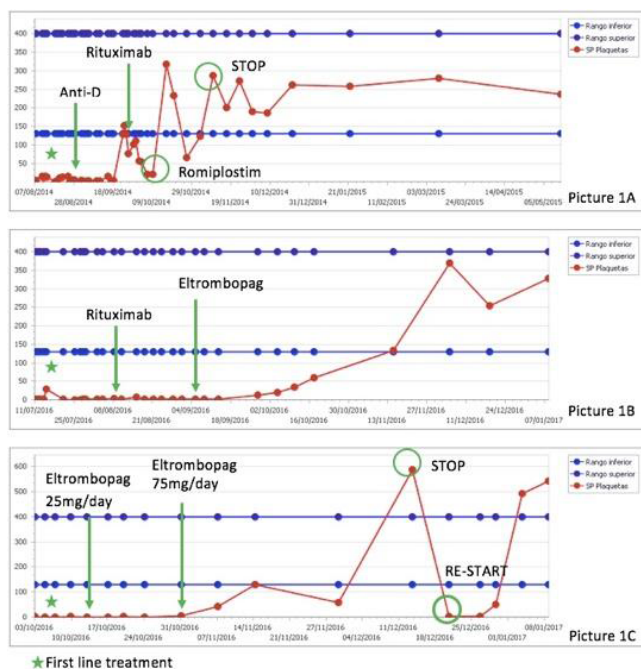 400
350
300
250
200
150
100
50
Anti-D
Rituximab
STOP
Romiplostim
07/08/2014
28/08/2014
18/09/2014
09/10/2014
29/10/2014
19/11/2014
10/12/2014
31/12/2014
21/01/2015
11/02/2015
03/03/2015
24/03/2015
14/04/2015
05/05/2015
Rango inferior
Rango superior
SP Plaquetas
Picture 1A
400
350
300
250
200
150
100
50
0
Rituximab
Eltrombopag
11/07/2016
25/07/2016
08/08/2016
21/08/2016
04/09/2016
18/09/2016
02/10/2016
16/10/2016
30/10/2016
13/11/2016
27/11/2016
11/12/2016
24/12/2016
07/01/2017
Rango inferior
Rango superior
SP Plaquetas
Picture 1B
600
500
400
300
200
100
0
Eltrombopag
25mg/day
Eltrombopag
75mg/day
STOP
RE-START
03/10/2016
10/10/2016
17/10/2016
24/10/2016
31/10/2016
07/11/2016
14/11/2016
21/11/2016
27/11/2016
04/12/2016
11/12/2017
18/12/2017
25/12/2016
01/01/2017
08/01/2017
Rango inferior
Rango superior
SP Plaquetas
Picture 1C
First line treatment